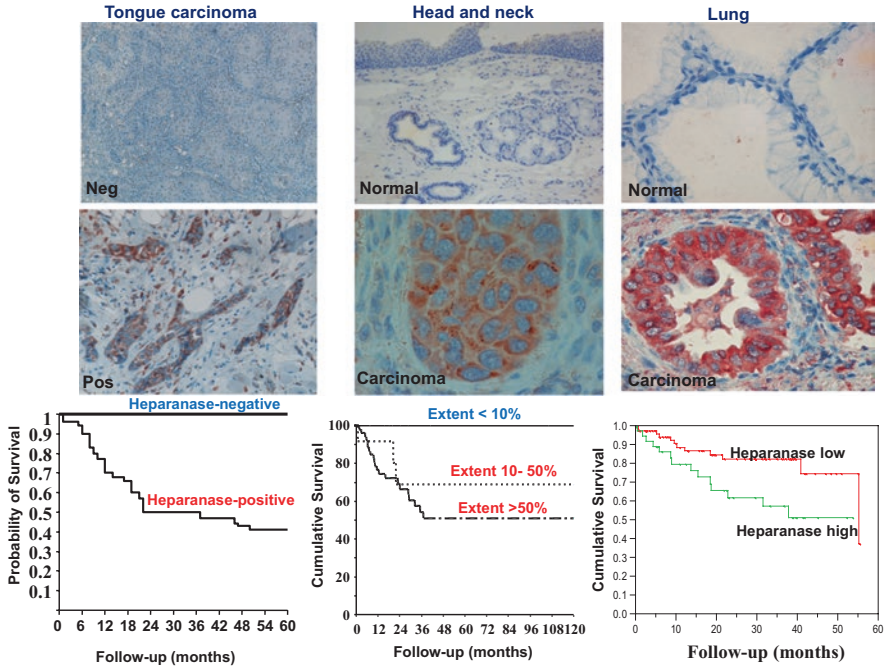 Tongue carcinoma
Head and neck
Lung
Neg
Normal
Normal
Pos
Carcinoma
Carcinoma
Probability of Survival
1
0.9
0.8
0.7
0.6
0.5
0.4
0.3
0.2
0.1
Heparanase-negative
Heparanase-positive
0 6 12 24 36 48 54 60
Follow-up (months)
Cumulative Survival
100
80
60
40
20
0
Extent < 10%
Extent 10- 50%
Extent >50%
0 12 24 36 48 60 72 84 96 108120
Follow-up (months)
Cumulative Survival
1.0
0.9
0.8
0.7
0.6
0.5
0.4
0.3
0.2
0.1
0.0
Heparanase low
Heparanase high
0 10 20 30 40 50 60
Follow-up (months)